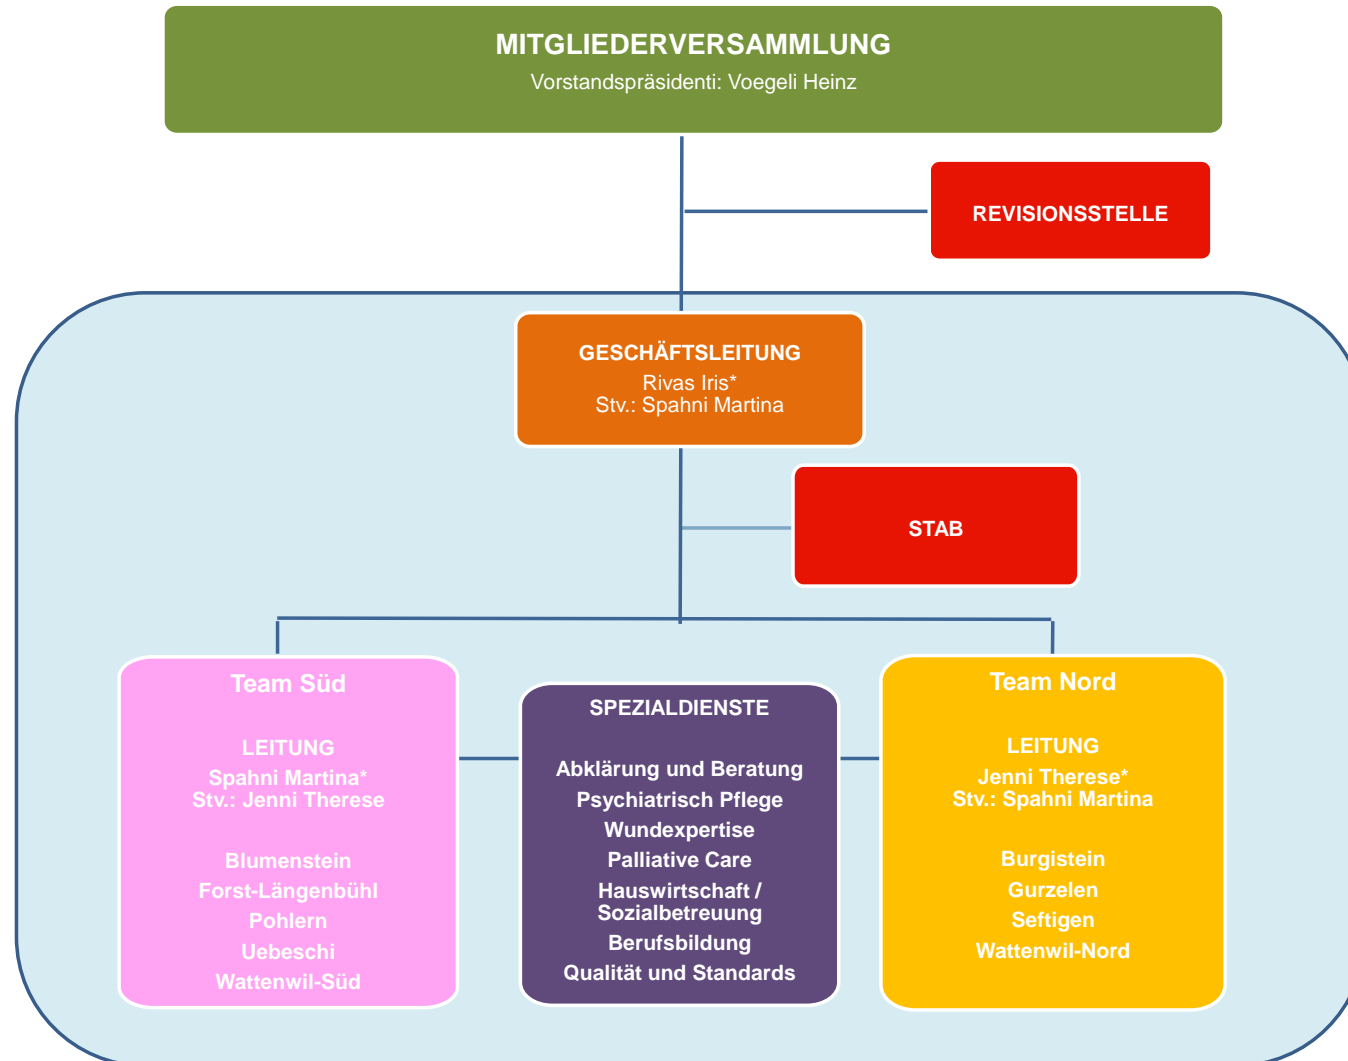 MITGLIEDERVERSAMMLUNG
Vorstandspräsidenti: Voegeli Heinz
REVISIONSSTELLE
GESCHÄFTSLEITUNG
Rivas Iris*
Stv.: Spahni Martina
STAB
Team Süd
LEITUNG
Spahni Martina*
Stv.: Jenni Therese
Blumenstein
Forst-Längenbühl
Pohlern
Uebeschi
Wattenwil-Süd
SPEZIALDIENSTE
Abklärung und Beratung
Psychiatrisch Pflege
Wundexpertise
Palliative Care
Hauswirtschaft /
Sozialbetreuung
Berufsbildung
Qualität und Standards
Team Nord
LEITUNG
Jenni Therese*
Stv.: Spahni Martina
Burgistein
Gurzelen
Seftigen
Wattenwil-Nord